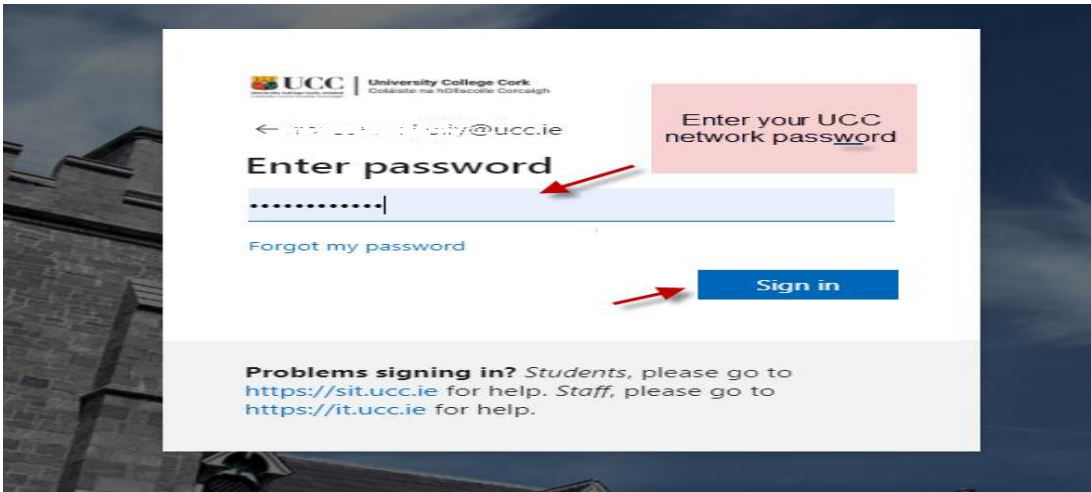 UCC
University College Cork
Coláiste na hOllscoile Corcaigh
@ucc.ie
Enter your UCC
network password
Enter password
••••••••••••
Forgot my password
Sign in
Problems signing in? Students, please go to
https://sit.ucc.ie for help. Staff, please go to
https://it.ucc.ie for help.